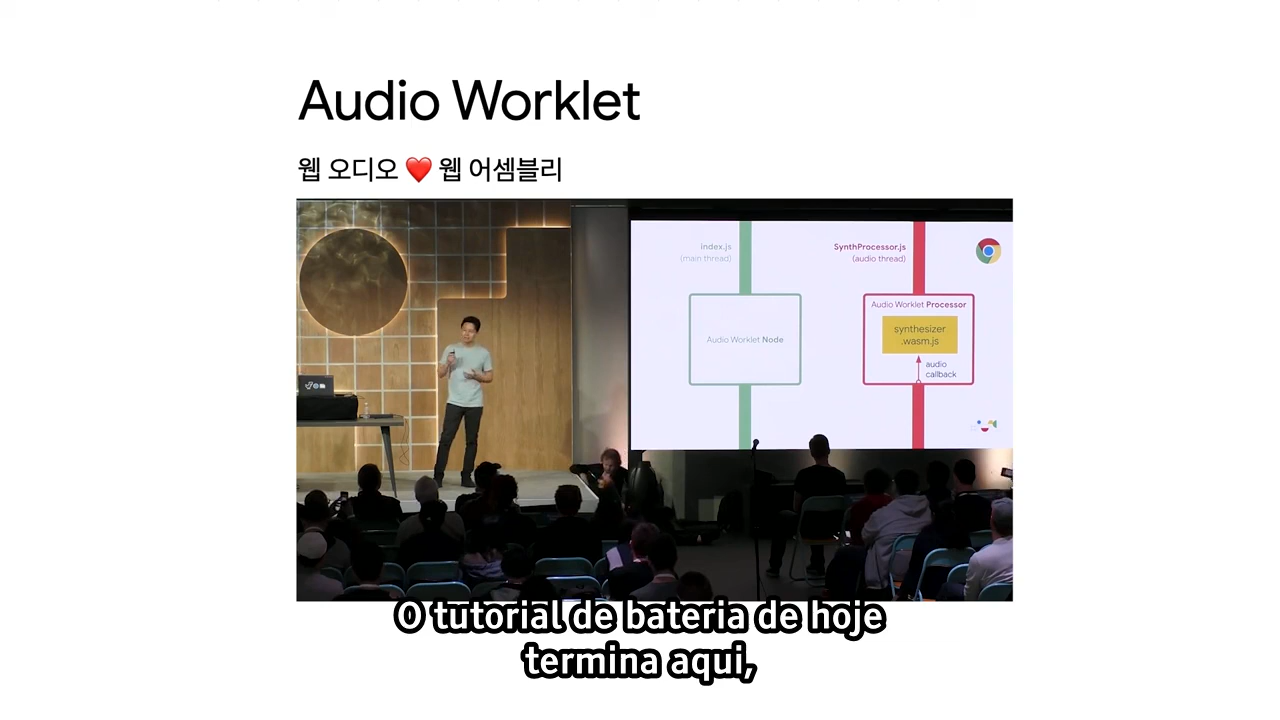 Audio Worklet
웹 오디오 ❤️ 웹 어셈블리
index.js
(main thread)
SynthProcessor.js
(audio thread)
Audio Worklet Node
Audio Worklet Processor
synthesizer
.wasm.js
audio
callback
O tutorial de bateria de hoje
termina aqui,